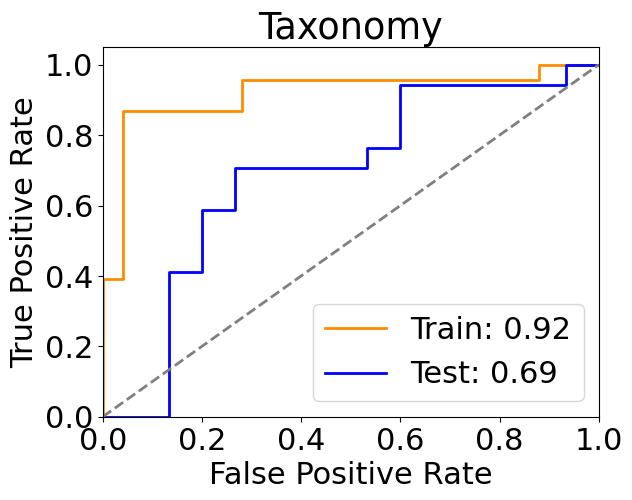 Taxonomy
True Positive Rate
1.0
0.8
0.6
0.4
0.2
0.0
Train: 0.92
Test: 0.69
0.0 0.2 0.4 0.6 0.8 1.0
False Positive Rate